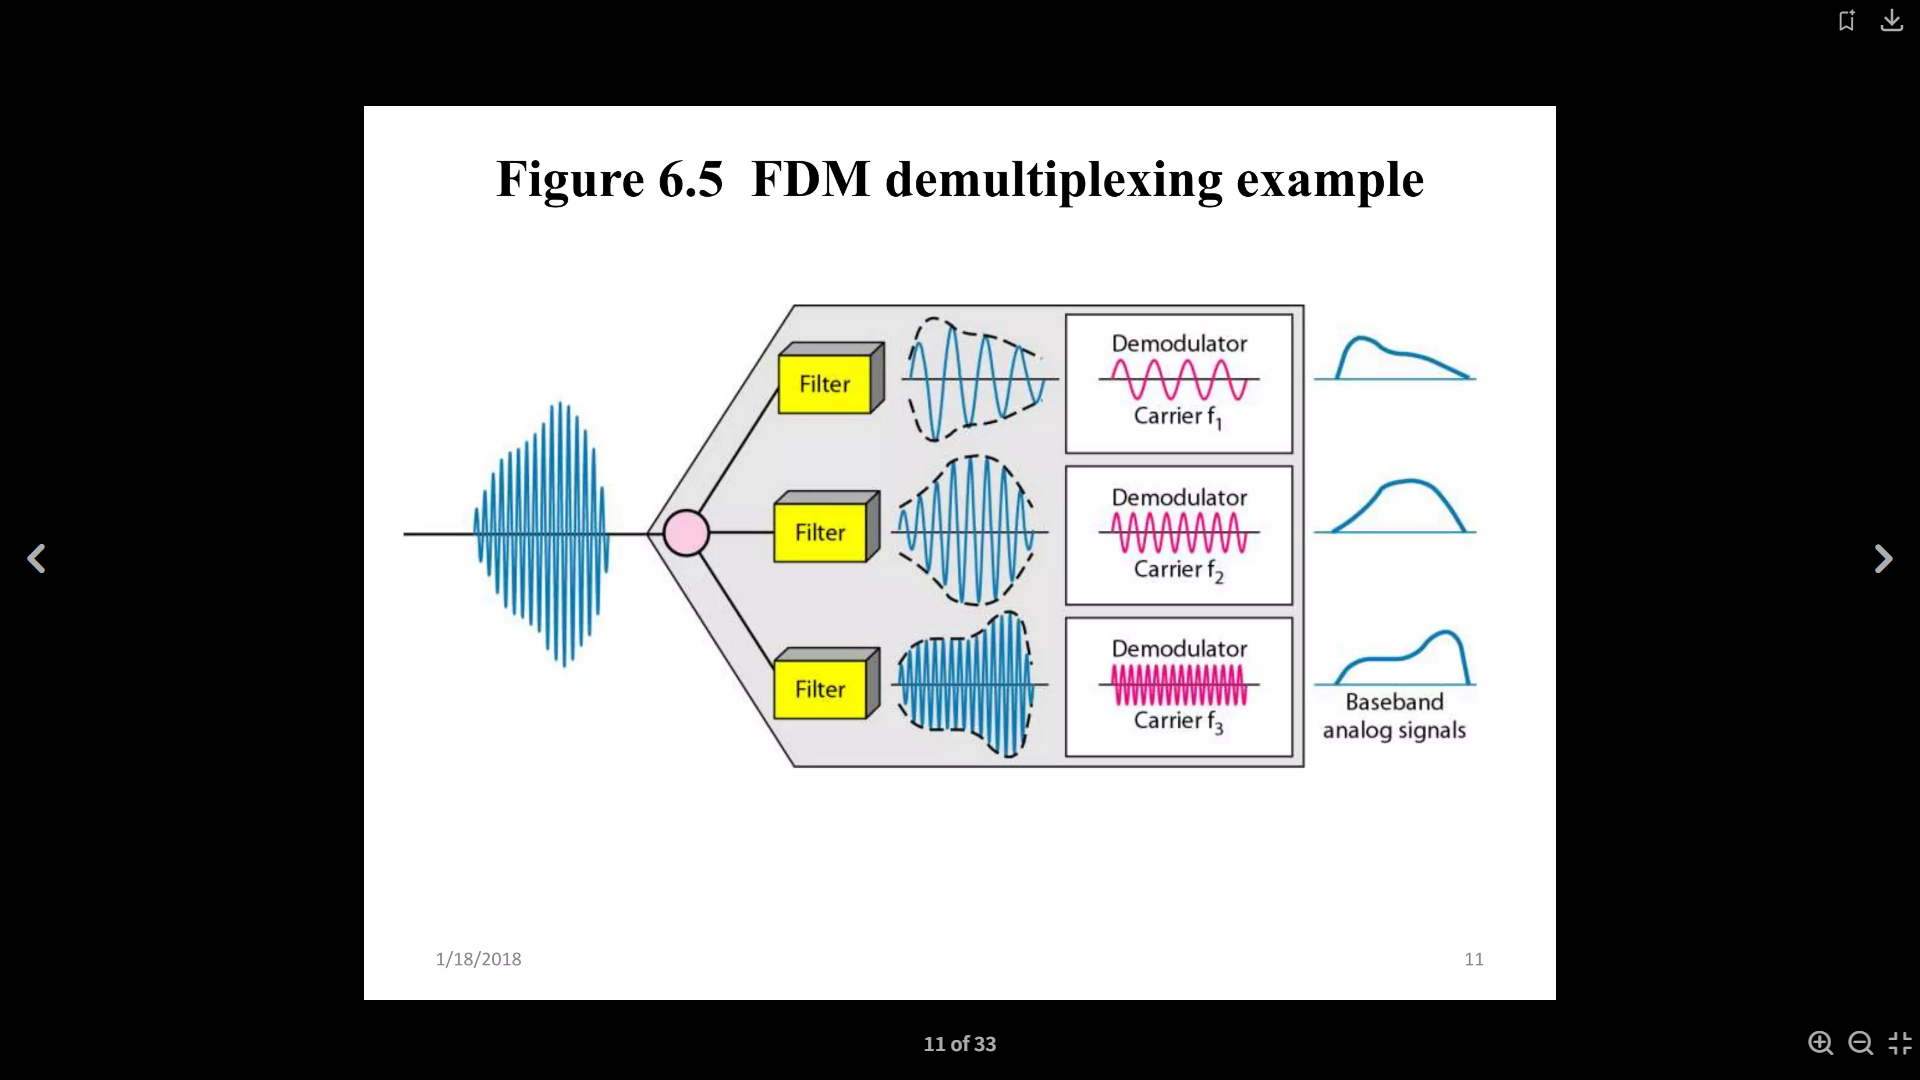 Figure 6.5  FDM demultiplexing example
Filter
Demodulator
Carrier f₁
Filter
Demodulator
Carrier f₂
Filter
Demodulator
Carrier f₃
Baseband
analog signals
1/18/2018
11
11 of 33